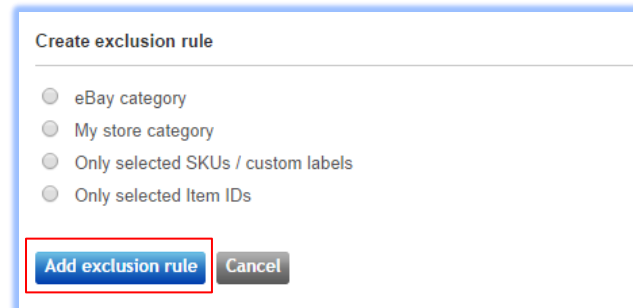 Create exclusion rule
eBay category
My store category
Only selected SKUs / custom labels
Only selected Item IDs
Add exclusion rule Cancel